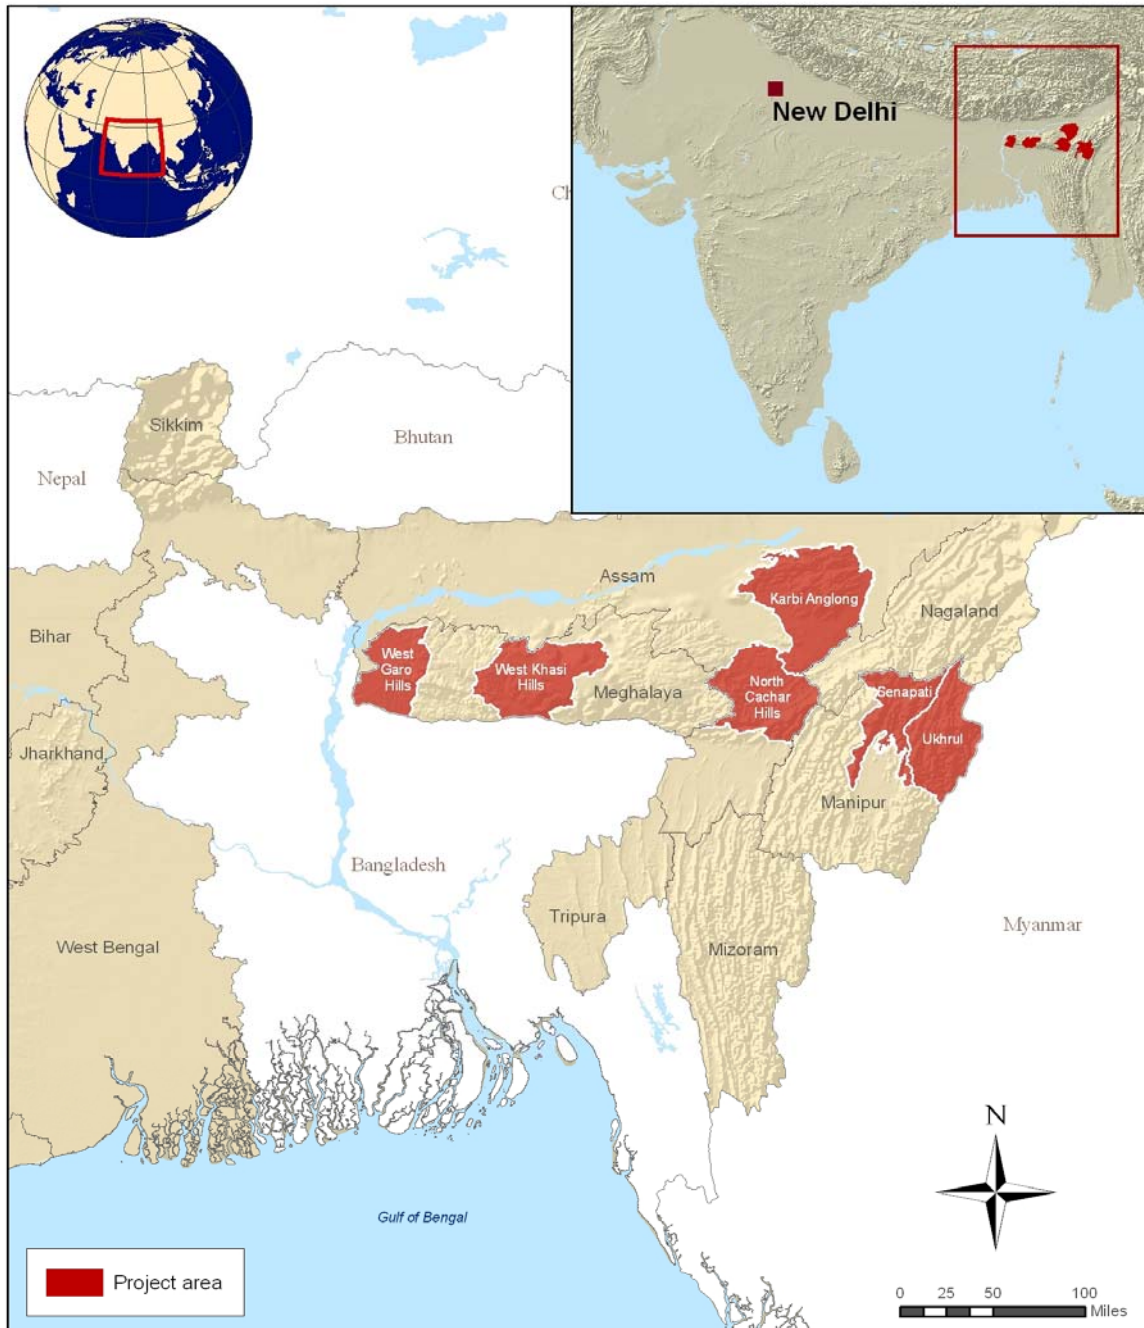 New Delhi
Ch
Sikkim
Bhutan
Nepal
Assam
Karbi Anglong
Nagaland
Bihar
West
Garo
Hills
West Khasi
Hills
Meghalaya
North
Cachar
Hills
Senapati
Ukhrul
Jharkhand
Manipur
Bangladesh
Tripura
Myanmar
West Bengal
Mizoram
N
Gulf of Bengal
Project area
0 25 50 100
Miles